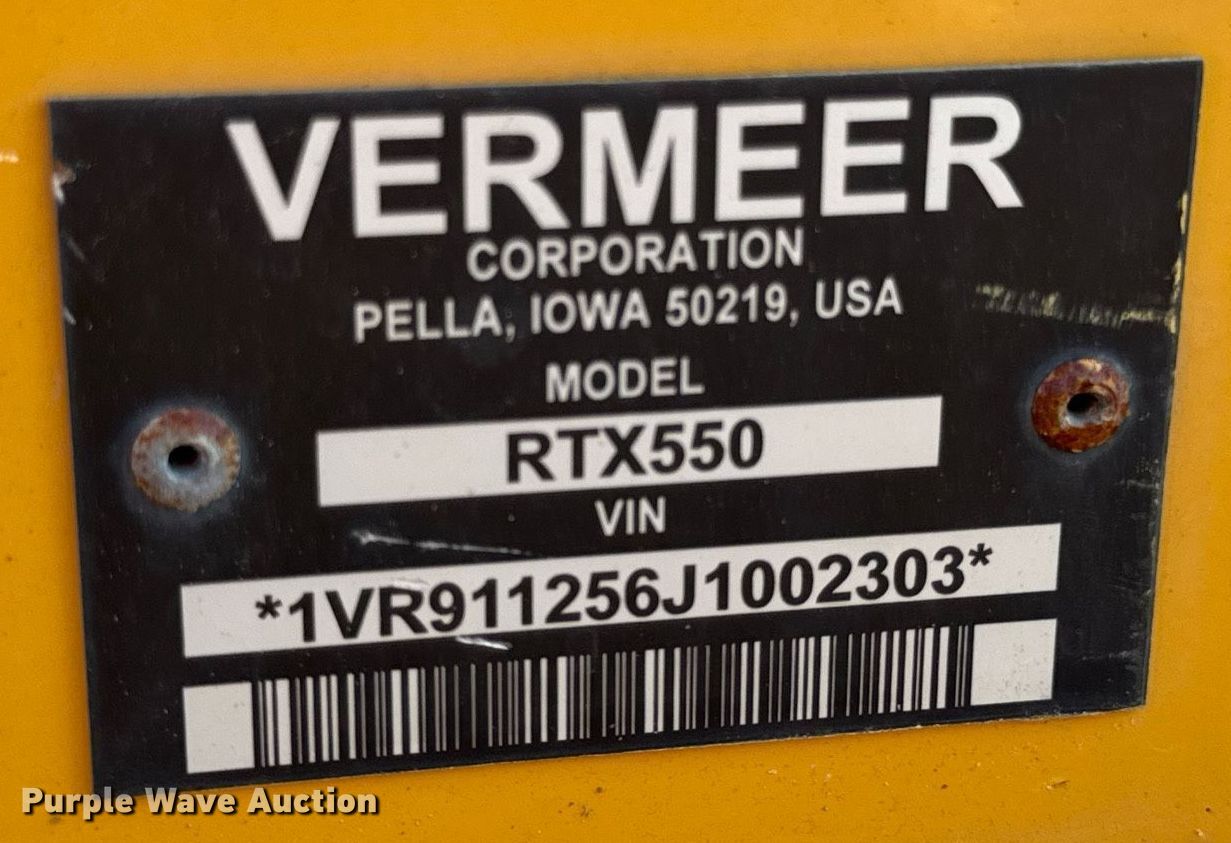 VERMEER
CORPORATION
PELLA, IOWA 50219, USA
MODEL
RTX550
VIN
*1VR911256J1002303*
Purple Wave Auction